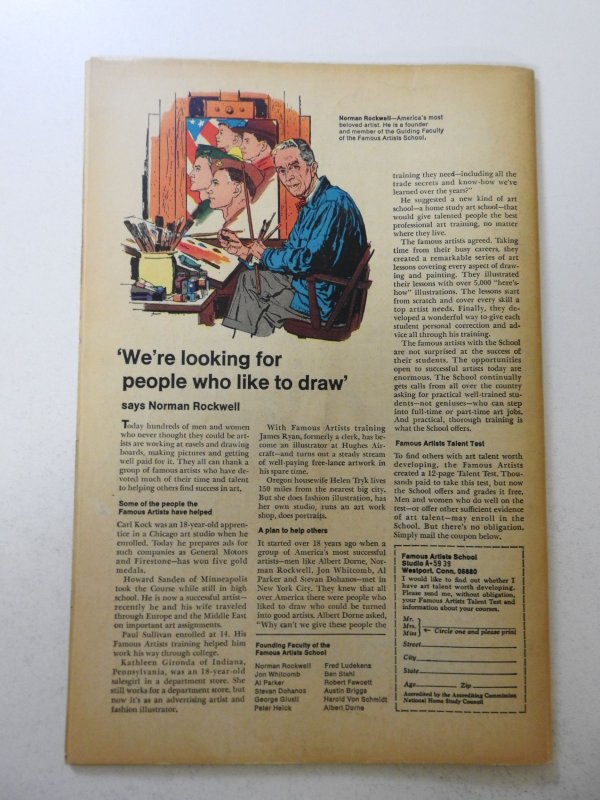 Norman Rockwell—America's most
beloved artist. He is a founder
and member of the Guiding Faculty
of the Famous Artists School.
'We're looking for
people who like to draw'
says Norman Rockwell
Today hundreds of men and women
who never thought they could be art-
ists are working at easels and drawing
boards, making pictures and getting
well paid for it. They all can thank a
group of famous artists who have de-
voted much of their time and talent
to helping others find success in art.
Some of the people the
Famous Artists have helped
Carl Kock was an 18-year-old appren-
tice in a Chicago art studio when he
enrolled. Today he prepares ads for
such companies as General Motors
and Firestone—has won five gold
medals.
Howard Sanden of Minneapolis
took the Course while still in high
school. He is now a successful artist—
recently he and his wife traveled
through Europe and the Middle East
on important art assignments.
Paul Sullivan enrolled at 14. His
Famous Artists training helped him
work his way through college.
Kathleen Gironda of Indiana,
Pennsylvania, was an 18-year-old
salesgirl in a department store. She
still works for a department store, but
now it's as an advertising artist and
fashion illustrator.
With Famous Artists training
James Ryan, formerly a clerk, has be-
come an illustrator at Hughes Air-
craft—and turns out a steady stream
of well-paying free-lance artwork in
his spare time.
Oregon housewife Helen Tryk lives
150 miles from the nearest big city.
But she does fashion illustration, has
her own studio, runs an art work
shop, does portraits.
A plan to help others
It started over 18 years ago when a
group of America's most successful
artists—men like Albert Dorne, Nor-
man Rockwell, Jon Whitcomb, Al
Parker and Stevan Dohanos—met in
New York City. They knew that all
over America there were people who
liked to draw who could be turned
into good artists. Albert Dorne asked,
"Why can't we give these people the
Founding Faculty of the
Famous Artists School
Norman Rockwell
Jon Whitcomb
Al Parker
Stevan Dohanos
George Giusti
Peter Helck
Fred Ludekens
Ben Stahl
Robert Fawcett
Austin Briggs
Harold Von Schmidt
Albert Dorne
training they need—including all the
trade secrets and know-how we've
learned over the years?"
He suggested a new kind of art
school—a home study art school—that
would give talented people the best
professional art training, no matter
where they live.
The famous artists agreed. Taking
time from their busy careers, they
created a remarkable series of art
lessons covering every aspect of draw-
ing and painting. They illustrated
their lessons with over 5,000 "here's-
how" illustrations. The lessons start
from scratch and cover every skill a
top artist needs. Finally, they de-
veloped a wonderful way to give each
student personal correction and ad-
vice all through his training.
The famous artists with the School
are not surprised at the success of
their students. The opportunities
open to successful artists today are
enormous. The School continually
gets calls from all over the country
asking for practical well-trained stu-
dents—not geniuses—who can step
into full-time or part-time art jobs.
And practical, thorough training is
what the School offers.
Famous Artists Talent Test
To find others with art talent worth
developing, the Famous Artists
created a 12-page Talent Test. Thou-
sands paid to take this test, but now
the School offers and grades it free.
Men and women who do well on the
test—or offer other sufficient evidence
of art talent—may enroll in the
School. But there's no obligation.
Simply mail the coupon below.
Famous Artists School
Studio A-5939
Westport, Conn. 06880
I would like to find out whether I
have art talent worth developing.
Please send me, without obligation,
your Famous Artists Talent Test and
information about your courses.
Mr.
Mrs.
Miss
Circle one and please print
Street
City
State
Age Zip
Accredited by the Accrediting Commission
National Home Study Council